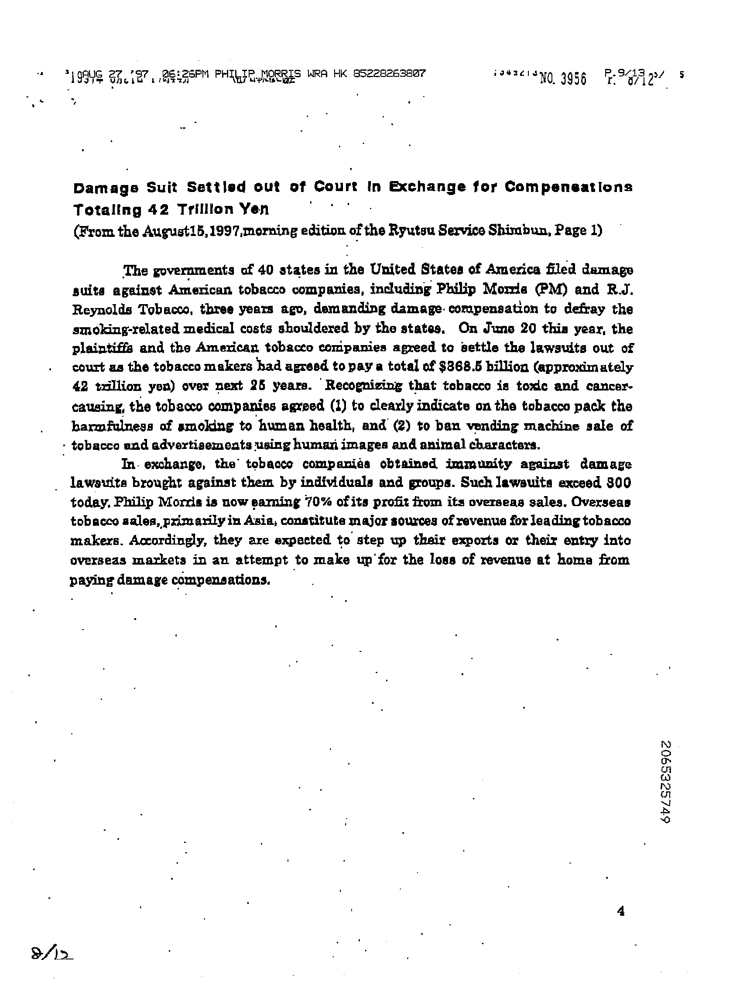 AUG 27 '97 06:26PM PHILIP MORRIS WRA HK 85228263807 NO. 3956 P.9/13 5
Damage Suit Settled out of Court in Exchange for Compensations
Totaling 42 Trillion Yen
(From the August15,1997,morning edition of the Ryutsu Service Shimbun, Page 1)
The governments of 40 states in the United States of America filed damage
suits against American tobacco companies, including Philip Morris (PM) and R.J.
Reynolds Tobacco, three years ago, demanding damage compensation to defray the
smoking-related medical costs shouldered by the states. On June 20 this year, the
plaintiffs and the American tobacco companies agreed to settle the lawsuits out of
court as the tobacco makers had agreed to pay a total of $368.5 billion (approximately
42 trillion yen) over next 25 years. Recognizing that tobacco is toxic and cancer-
causing, the tobacco companies agreed (1) to clearly indicate on the tobacco pack the
harmfulness of smoking to human health, and (2) to ban vending machine sale of
tobacco and advertisements using human images and animal characters.
In exchange, the tobacco companies obtained immunity against damage
lawsuits brought against them by individuals and groups. Such lawsuits exceed 300
today. Philip Morris is now earning 70% of its profit from its overseas sales. Overseas
tobacco sales, primarily in Asia, constitute major sources of revenue for leading tobacco
makers. Accordingly, they are expected to step up their exports or their entry into
overseas markets in an attempt to make up for the loss of revenue at home from
paying damage compensations.
2065325749
4
8/12